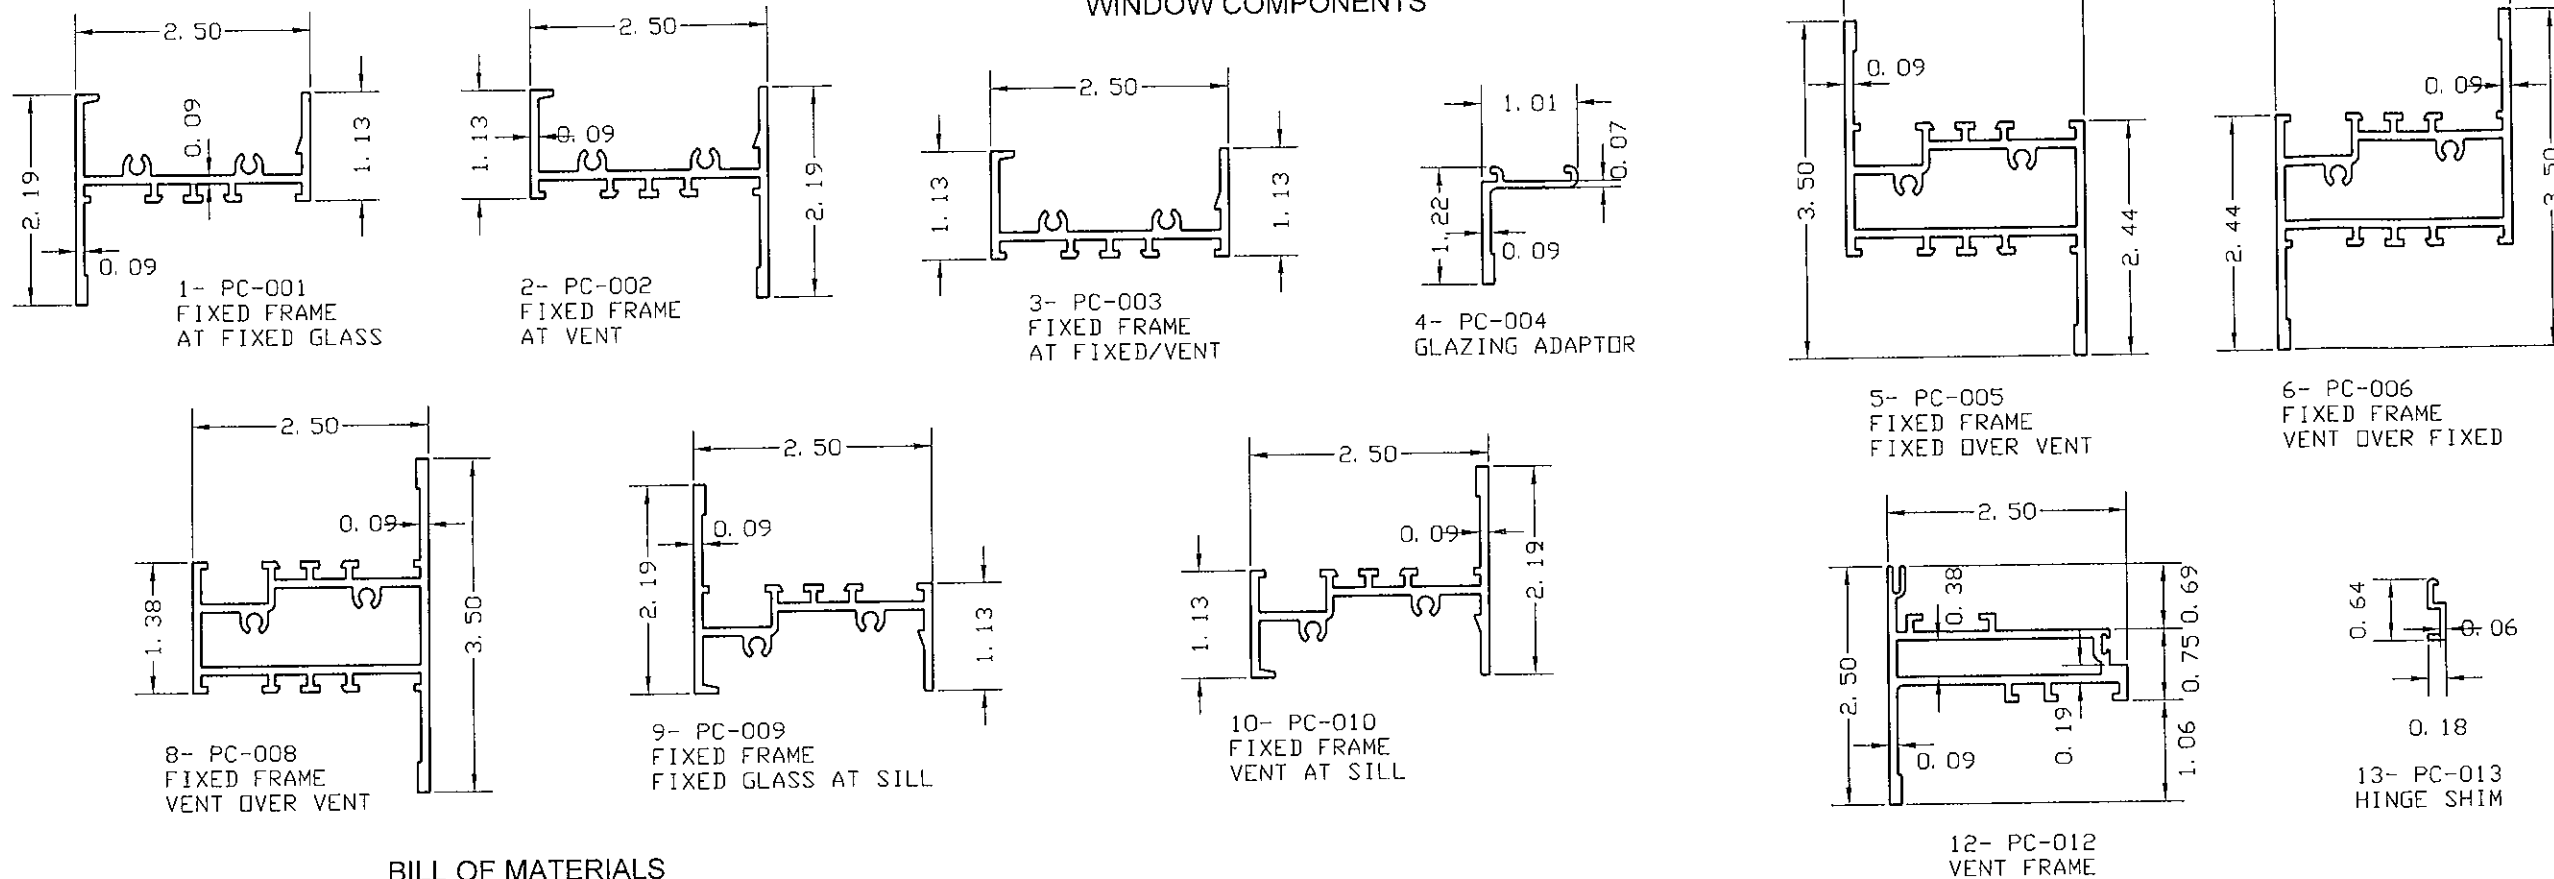 WINDOW COMPONENTS
2.50
2.19
0.09
1.13
0.09
1- PC-001
FIXED FRAME
AT FIXED GLASS
2.50
1.13
0.09
2.19
2- PC-002
FIXED FRAME
AT VENT
2.50
1.13
1.13
3- PC-003
FIXED FRAME
AT FIXED/VENT
1.01
0.07
1.22
0.09
4- PC-004
GLAZING ADAPTOR
0.09
3.50
2.44
5- PC-005
FIXED FRAME
FIXED OVER VENT
0.09
2.44
3.50
6- PC-006
FIXED FRAME
VENT OVER FIXED
2.50
0.09
1.38
3.50
8- PC-008
FIXED FRAME
VENT OVER VENT
2.50
0.09
2.19
1.13
9- PC-009
FIXED FRAME
FIXED GLASS AT SILL
2.50
0.09
1.13
2.19
10- PC-010
FIXED FRAME
VENT AT SILL
2.50
0.38
0.69
0.75
2.50
0.19
1.06
0.09
12- PC-012
VENT FRAME
0.64
0.06
0.18
13- PC-013
HINGE SHIM
BILL OF MATERIALS